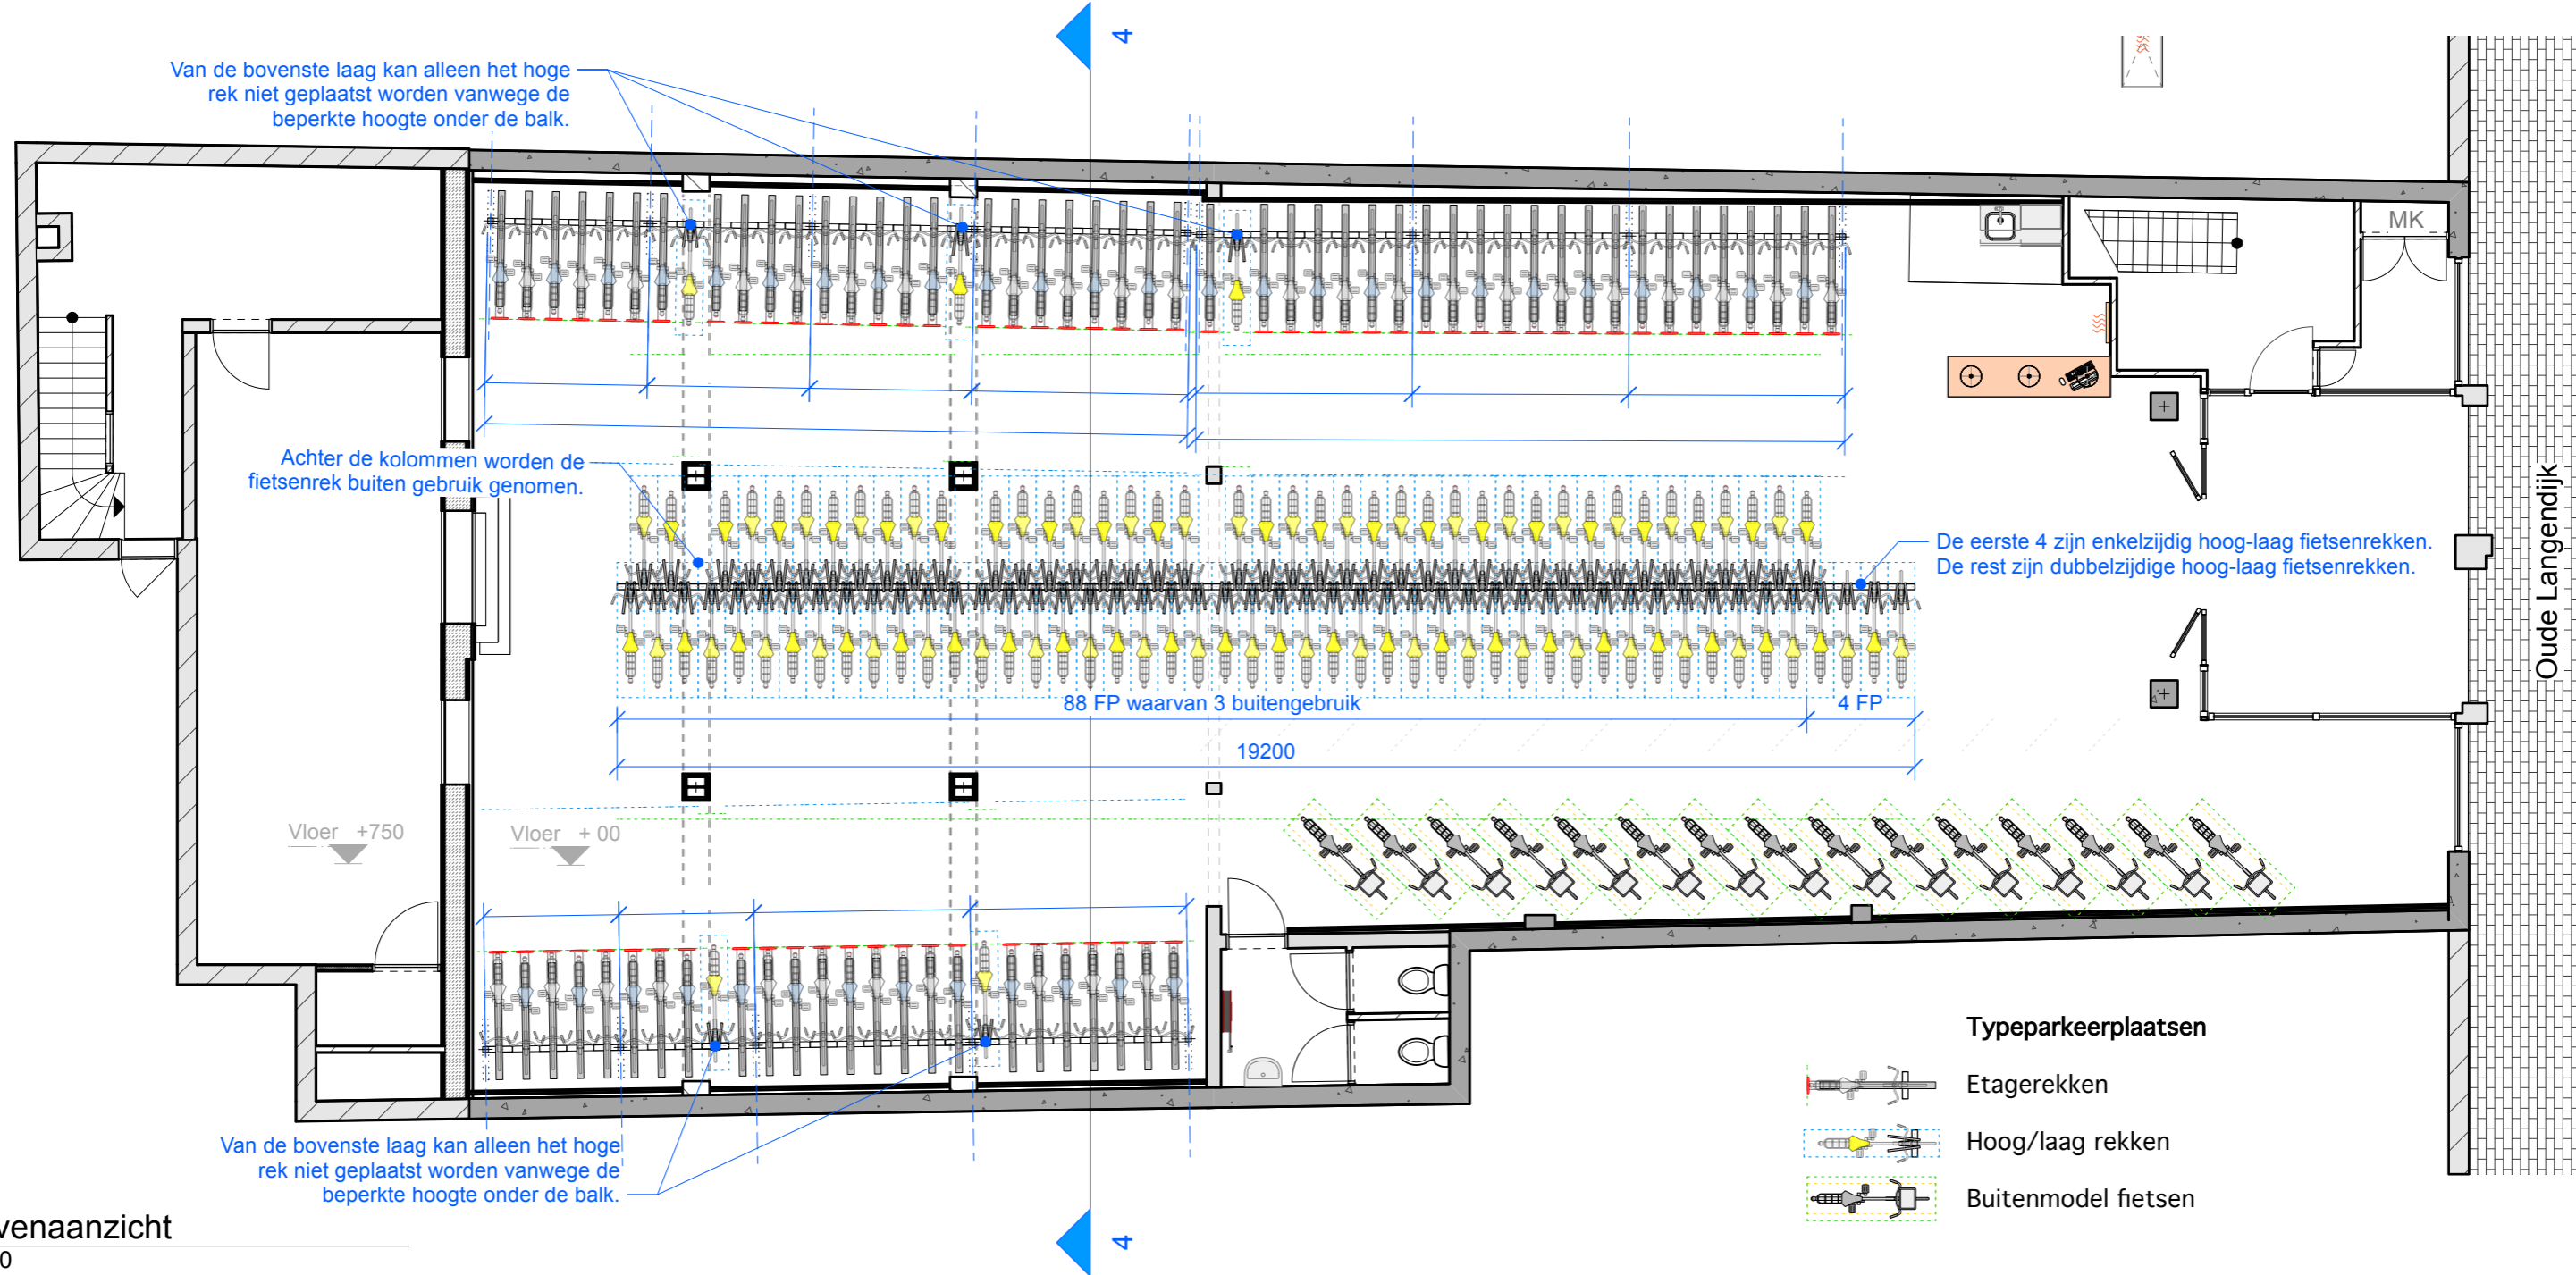 4
Van de bovenste laag kan alleen het hoge
rek niet geplaatst worden vanwege de
beperkte hoogte onder de balk.
MK
Achter de kolommen worden de
fietsenrek buiten gebruik genomen.
De eerste 4 zijn enkelzijdig hoog-laag fietsenrekken.
De rest zijn dubbelzijdige hoog-laag fietsenrekken.
Oude Langendijk
88 FP waarvan 3 buitengebruik
4 FP
19200
Vloer +750
Vloer + 00
Van de bovenste laag kan alleen het hoge
rek niet geplaatst worden vanwege de
beperkte hoogte onder de balk.
Typeparkeerplaatsen
Etagerekken
Hoog/laag rekken
Buitenmodel fietsen
venaanzicht
0
4